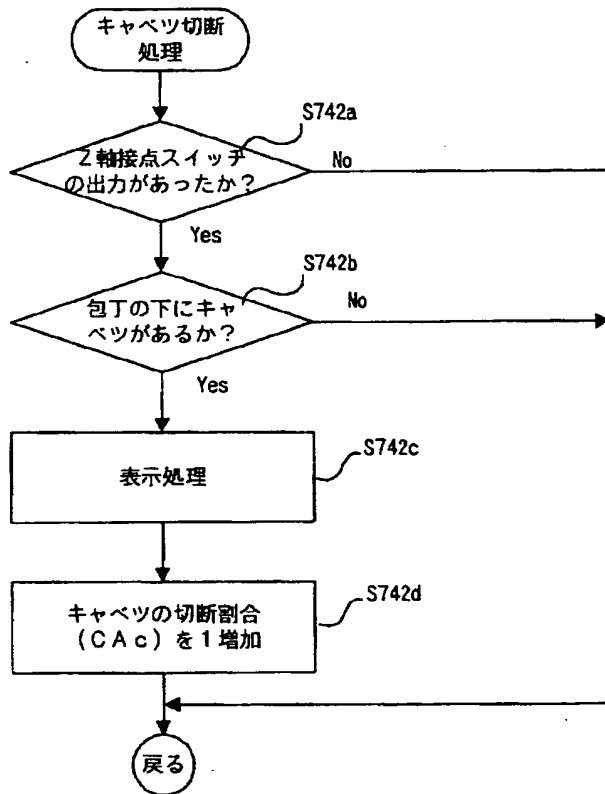 キャベツ切断
処理
S742a
Z軸接点スイッチ
の出力があったか？
No
Yes
S742b
包丁の下にキャ
ベツがあるか？
No
Yes
S742c
表示処理
S742d
キャベツの切断割合
(CAc)を1増加
戻る